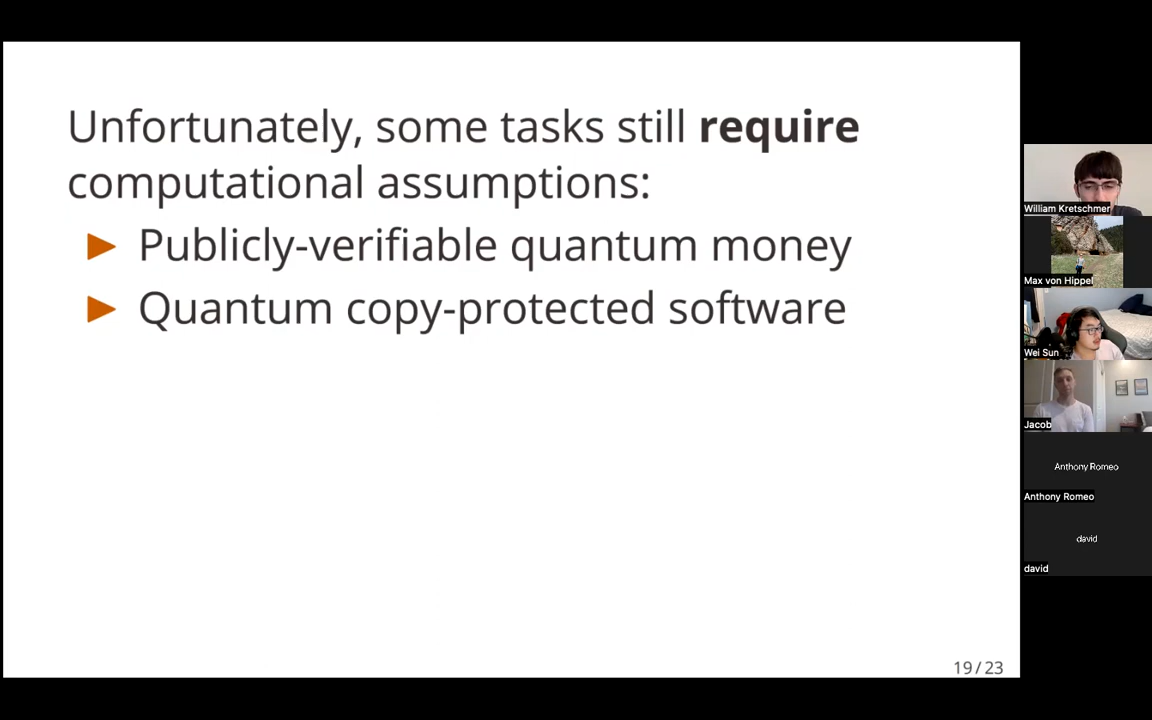 Unfortunately, some tasks still require
computational assumptions:
Publicly-verifiable quantum money
Quantum copy-protected software
19 / 23
William Kretschmer
Max von Hippel
Wei Sun
Jacob
Anthony Romeo
Anthony Romeo
david
david